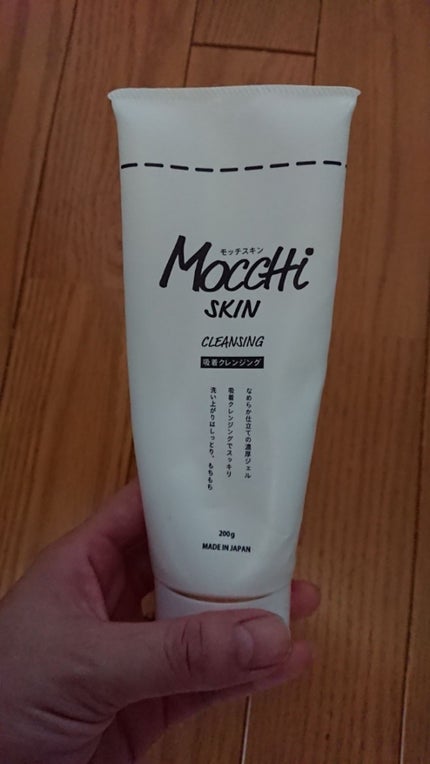 モッチスキン
MoccHi
SKIN
CLEANSING
吸着クレンジング
なめらか仕立ての濃厚ジェル
吸着クレンジングでスッキリ
洗い上がりはしっとり、もちもち
200g
MADE IN JAPAN